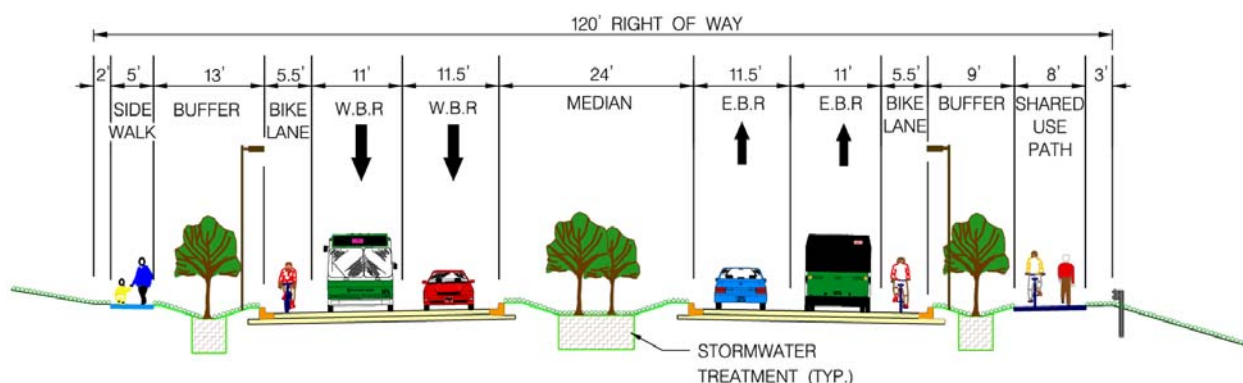 120' RIGHT OF WAY
2' 5' 13' 5.5' 11' 11.5' 24' 11.5' 11' 5.5' 9' 8' 3'
SIDE
WALK
BUFFER
BIKE
LANE
W.B.R
W.B.R
MEDIAN
E.B.R
E.B.R
BIKE
LANE
BUFFER
SHARED
USE
PATH
STORMWATER
TREATMENT (TYP.)